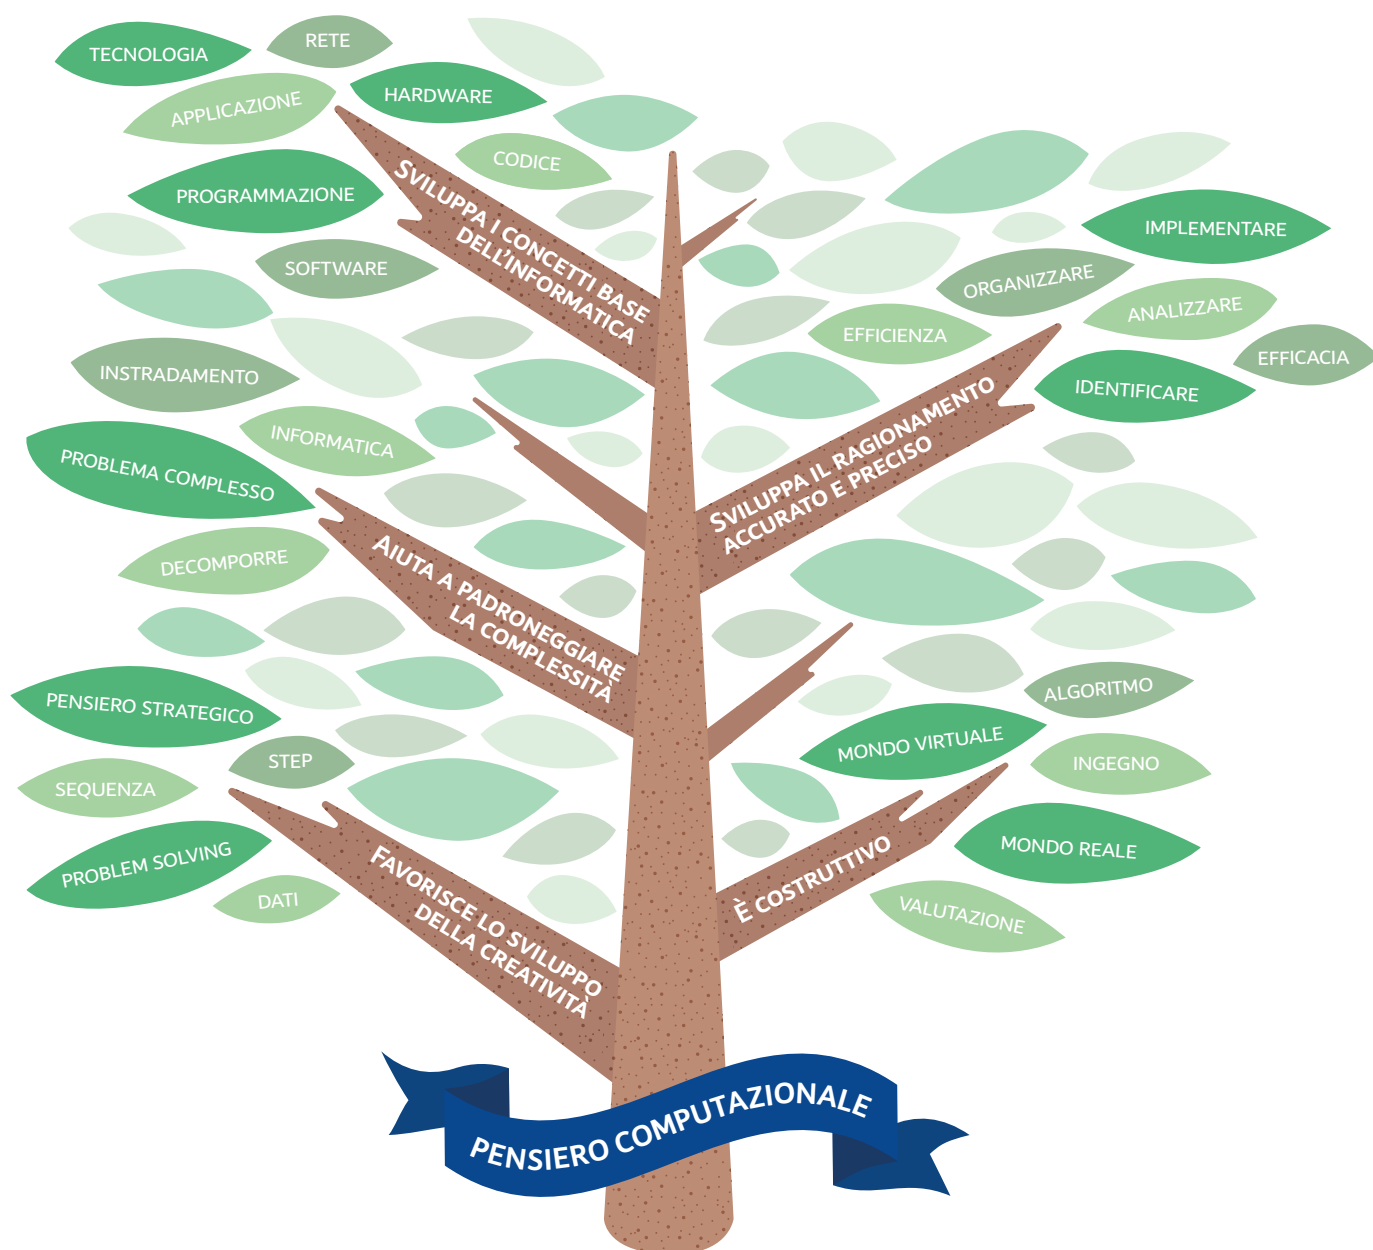 TECNOLOGIA
RETE
APPLICAZIONE
HARDWARE
CODICE
PROGRAMMAZIONE
SOFTWARE
SVILUPPA I CONCETTI BASE
DELL'INFORMATICA
INSTRADAMENTO
INFORMATICA
PROBLEMA COMPLESSO
DECOMPORRE
AIUTA A PADRONEGGIARE
LA COMPLESSITÀ
PENSIERO STRATEGICO
STEP
SEQUENZA
PROBLEM SOLVING
DATI
FAVORISCE LO SVILUPPO
DELLA CREATIVITÀ
IMPLEMENTARE
ORGANIZZARE
ANALIZZARE
EFFICIENZA
EFFICACIA
IDENTIFICARE
SVILUPPA IL RAGIONAMENTO
ACCURATO E PRECISO
ALGORITMO
MONDO VIRTUALE
INGEGNO
MONDO REALE
VALUTAZIONE
È COSTRUTTIVO
PENSIERO COMPUTAZIONALE